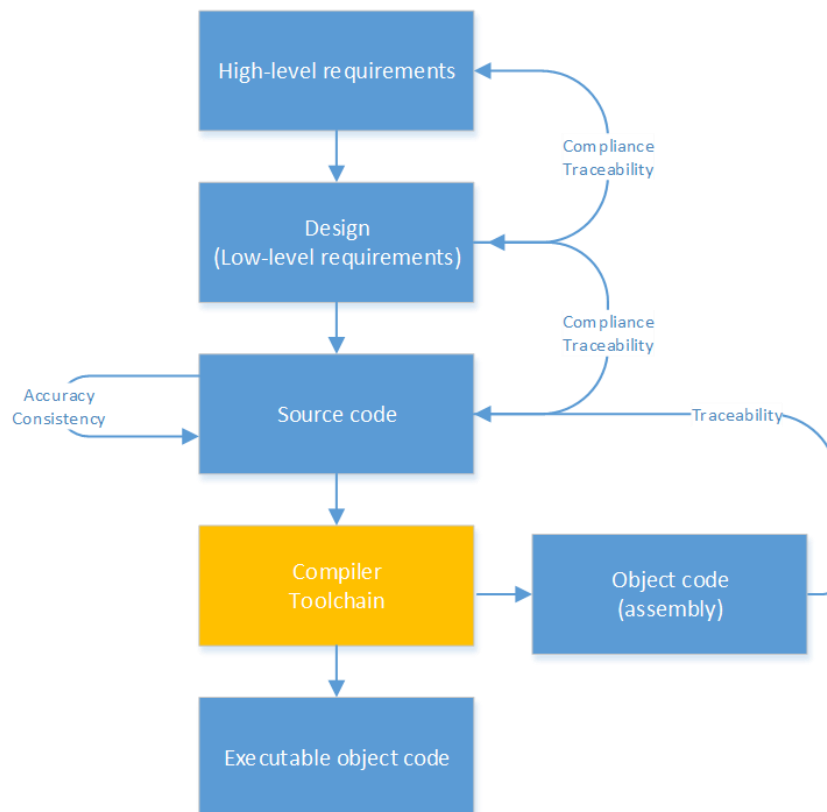 High-level requirements
Compliance
Traceability
Design
(Low-level requirements)
Compliance
Traceability
Accuracy
Consistency
Source code
Traceability
Compiler
Toolchain
Object code
(assembly)
Executable object code